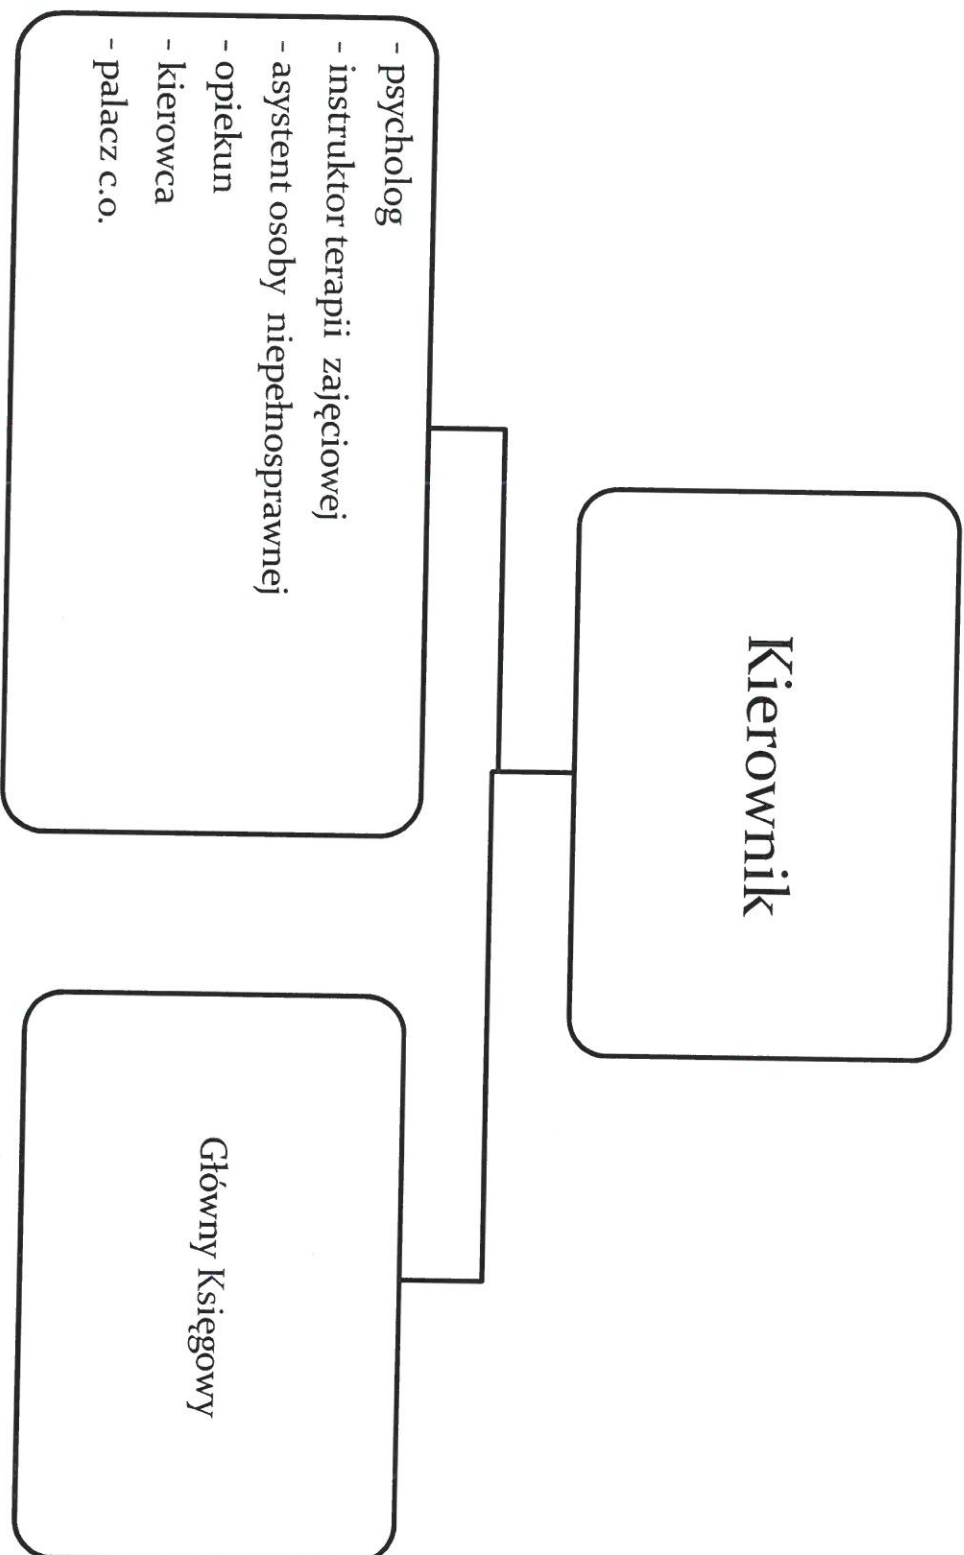 Kierownik
- psycholog
- instruktor terapii zajęciowej
- asystent osoby niepełnosprawnej
- opiekun
- kierowca
- palacz c.o.
Główny Księgowy